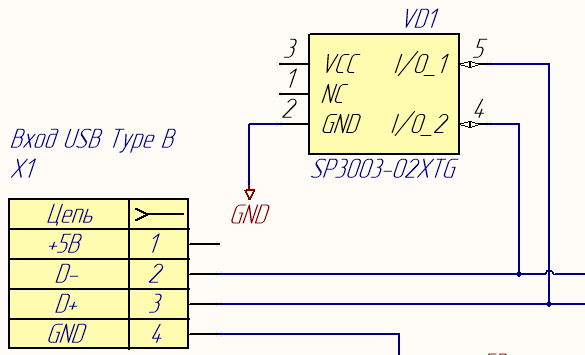 VD1
3 VCC I/O_1 5
1 NC
2 GND I/O_2 4
SP3003-02XTG
GND
Вход USB Type B
X1
Цепь
+5В 1
D- 2
D+ 3
GND 4